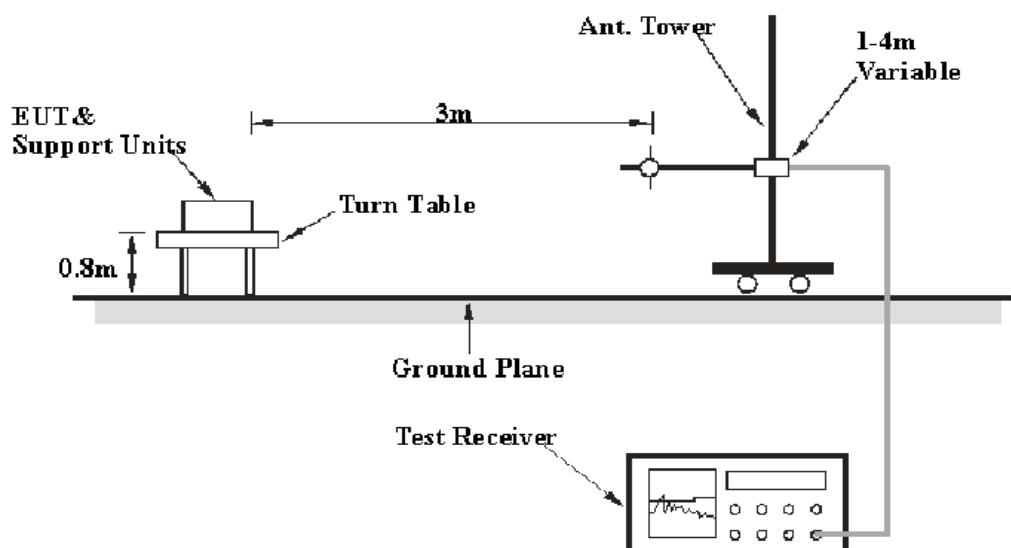 Ant. Tower
1-4m
Variable
3m
EUT&
Support Units
Turn Table
0.8m
Ground Plane
Test Receiver